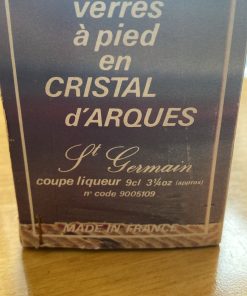 verres
à pied
en
CRISTAL
d'ARQUES
St Germain
coupe liqueur 9cl 3¼oz (approx)
n° code 9005109
MADE IN FRANCE